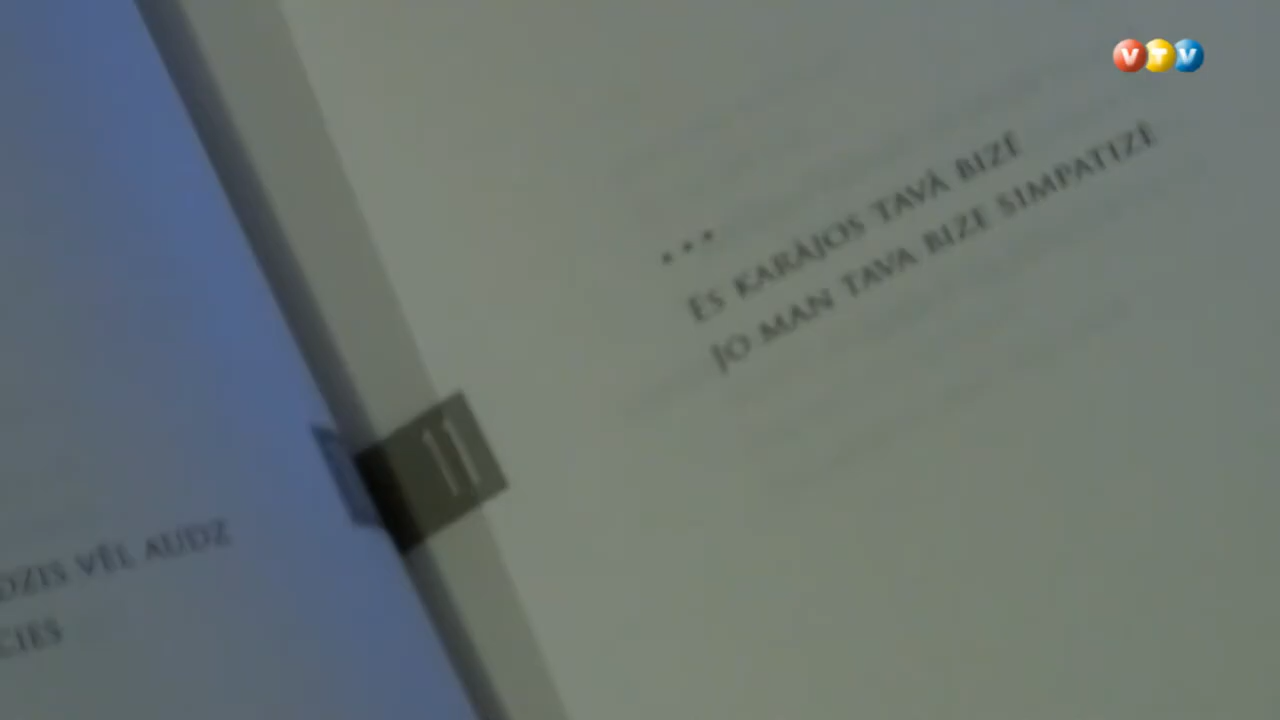 VTV
***
ES KARĀJOS TAVĀ BIZĒ
JO MAN TAVA BIZE SIMPATIZĒ
11
DZIS VĒL AUDZ
CIES